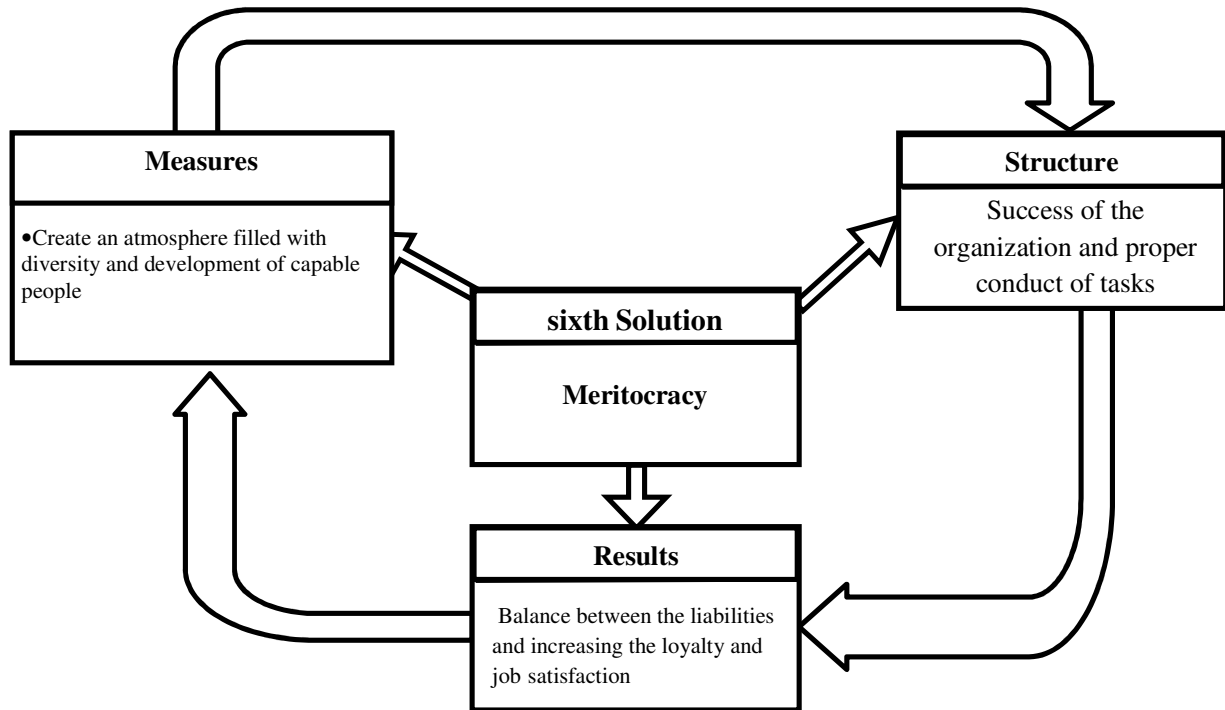 Measures
•Create an atmosphere filled with
diversity and development of capable
people
Structure
Success of the
organization and proper
conduct of tasks
sixth Solution
Meritocracy
Results
Balance between the liabilities
and increasing the loyalty and
job satisfaction